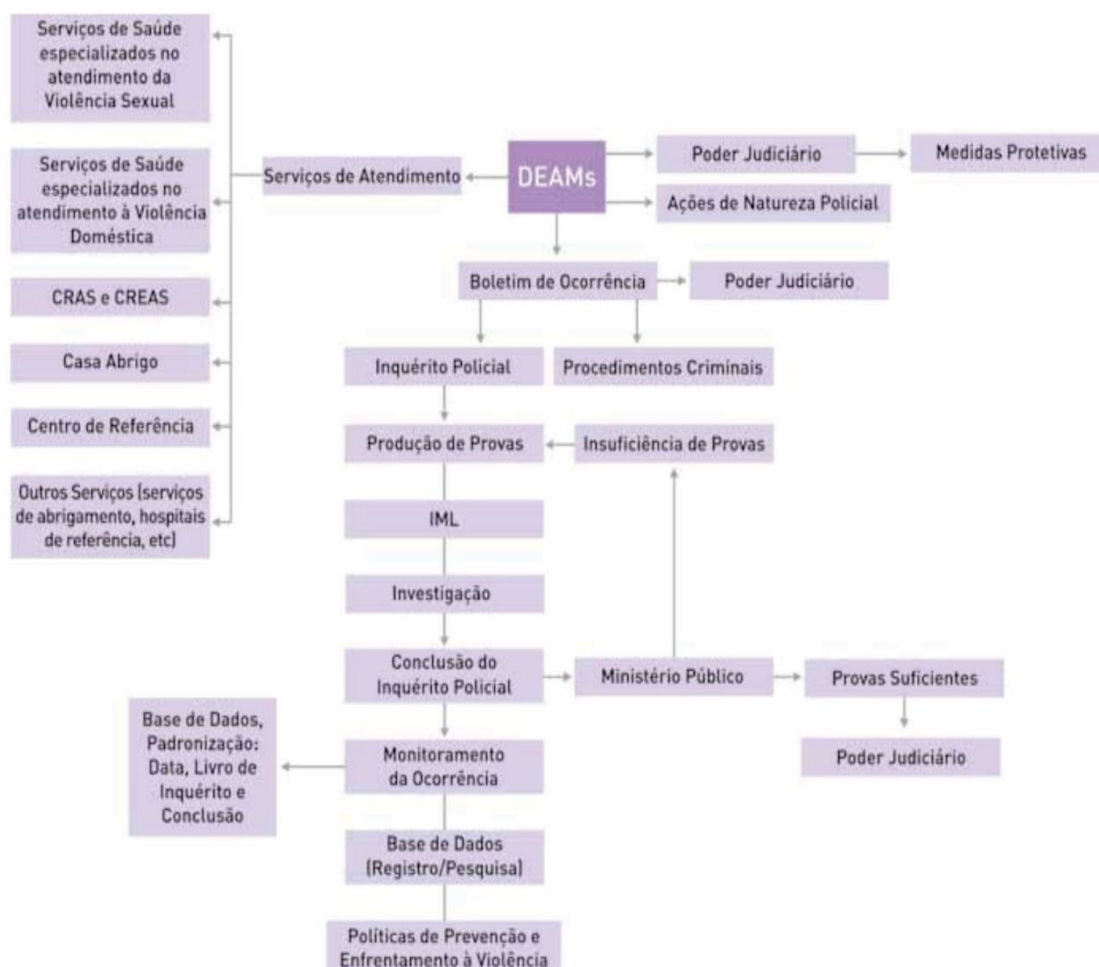 Serviços de Saúde
especializados no
atendimento da
Violência Sexual
Serviços de Saúde
especializados no
atendimento à Violência
Doméstica
CRAS e CREAS
Casa Abrigo
Centro de Referência
Outros Serviços (serviços
de abrigamento, hospitais
de referência, etc)
Serviços de Atendimento
DEAMs
Poder Judiciário
Medidas Protetivas
Ações de Natureza Policial
Boletim de Ocorrência
Poder Judiciário
Inquérito Policial
Procedimentos Criminais
Produção de Provas
Insuficiência de Provas
IML
Investigação
Conclusão do
Inquérito Policial
Ministério Público
Provas Suficientes
Poder Judiciário
Base de Dados,
Padronização:
Data, Livro de
Inquérito e
Conclusão
Monitoramento
da Ocorrência
Base de Dados
(Registro/Pesquisa)
Políticas de Prevenção e
Enfrentamento à Violência